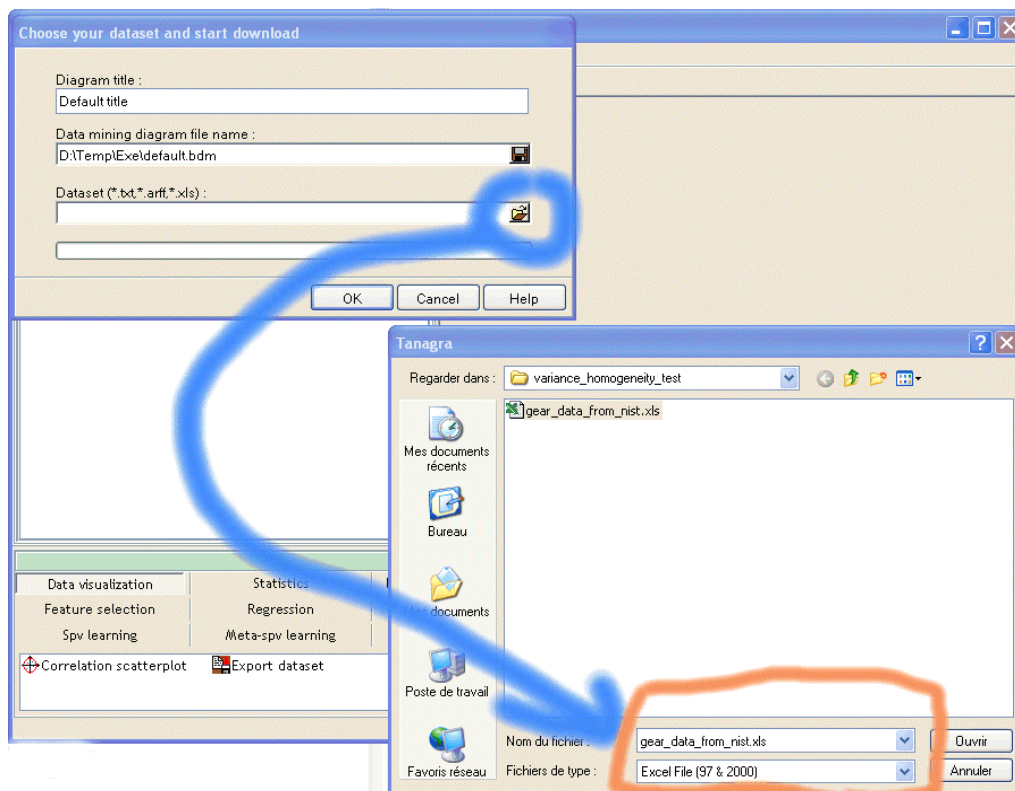 Choose your dataset and start download
Diagram title :
Default title
Data mining diagram file name :
D:\Temp\Exe\default.bdm
Dataset (*.txt,*.arff,*.xls) :
OK Cancel Help
Tanagra
Regarder dans : variance_homogeneity_test
gear_data_from_nist.xls
Mes documents
récents
Bureau
documents
Poste de travail
Favoris réseau
Nom du fichier : gear_data_from_nist.xls Ouvrir
Fichiers de type : Excel File (97 & 2000) Annuler
Data visualization Statistics
Feature selection Regression
Spv learning Meta-spv learning
Correlation scatterplot Export dataset